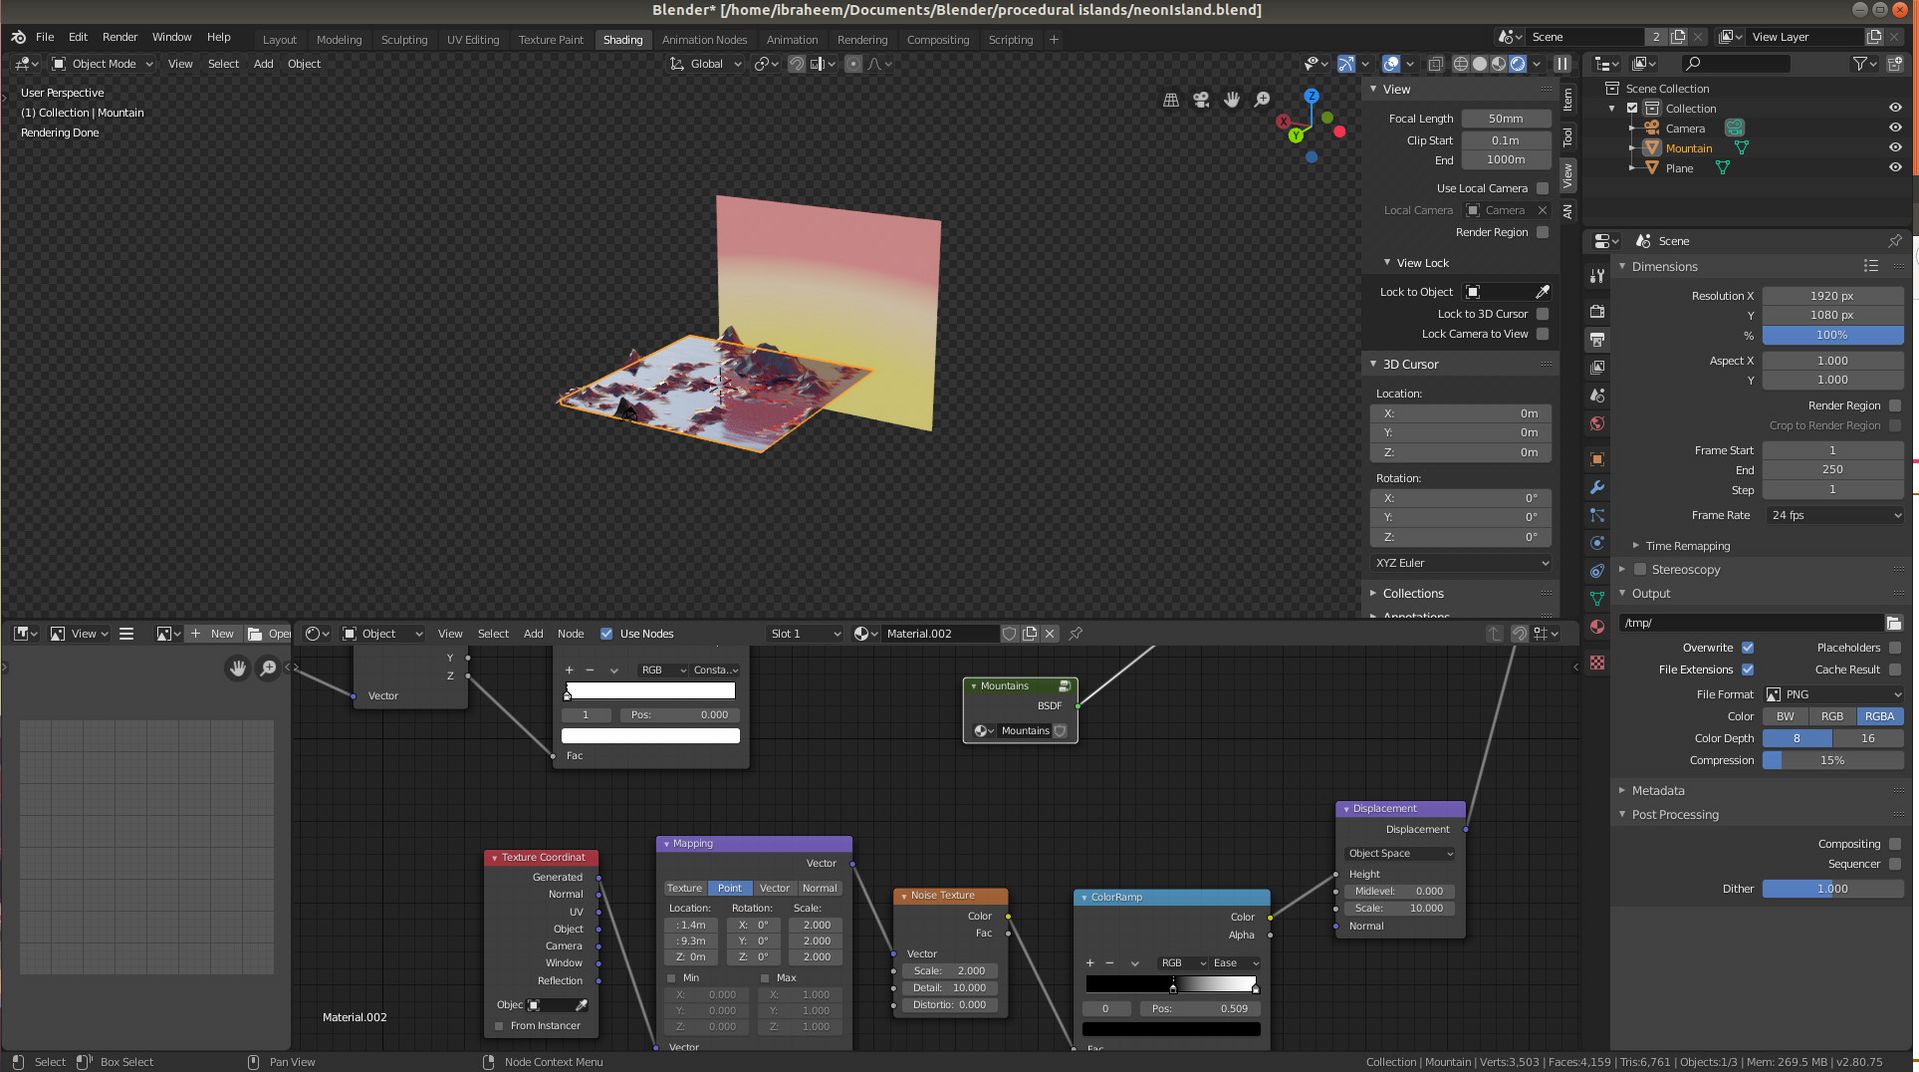 Blender* [/home/ibraheem/Documents/Blender/procedural islands/neonIsland.blend]
File Edit Render Window Help Layout Modeling Sculpting UV Editing Texture Paint Shading Animation Nodes Animation Rendering Compositing Scripting + Scene 2 View Layer
Object Mode View Select Add Object Global
User Perspective
(1) Collection | Mountain
Rendering Done
Z
X
Y
View
Focal Length 50mm
Clip Start 0.1m
End 1000m
Use Local Camera
Local Camera Camera
Render Region
View Lock
Lock to Object
Lock to 3D Cursor
Lock Camera to View
3D Cursor
Location:
X: 0m
Y: 0m
Z: 0m
Rotation:
X: 0°
Y: 0°
Z: 0°
XYZ Euler
Collections
Annotations
Item
Tool
View
AN
Scene Collection
Collection
Camera
Mountain
Plane
Scene
Dimensions
Resolution X 1920 px
Y 1080 px
% 100%
Aspect X 1.000
Y 1.000
Render Region
Crop to Render Region
Frame Start 1
End 250
Step 1
Frame Rate 24 fps
Time Remapping
Stereoscopy
Output
/tmp/
Overwrite Placeholders
File Extensions Cache Result
File Format PNG
Color BW RGB RGBA
Color Depth 8 16
Compression 15%
Metadata
Post Processing
Compositing
Sequencer
Dither 1.000
View + New Open
Object View Select Add Node Use Nodes Slot 1 Material.002
Y
Z
Vector
+ − RGB Consta..
1 Pos: 0.000
Fac
Mountains
BSDF
Mountains
Displacement
Displacement
Object Space
Height
Midlevel: 0.000
Scale: 10.000
Normal
Texture Coordinat
Generated
Normal
UV
Object
Camera
Window
Reflection
Objec
From Instancer
Mapping
Vector
Texture Point Vector Normal
Location: Rotation: Scale:
: 1.4m X: 0° 2.000
: 9.3m Y: 0° 2.000
Z: 0m Z: 0° 2.000
Min Max
X: 0.000 X: 1.000
Y: 0.000 Y: 1.000
Z: 0.000 Z: 1.000
Vector
Noise Texture
Color
Fac
Vector
Scale: 2.000
Detail: 10.000
Distortio: 0.000
ColorRamp
Color
Alpha
+ − RGB Ease
0 Pos: 0.509
Fac
Material.002
Select Box Select Pan View Node Context Menu Collection | Mountain | Verts:3,503 | Faces:4,159 | Tris:6,761 | Objects:1/3 | Mem: 269.5 MB | v2.80.75